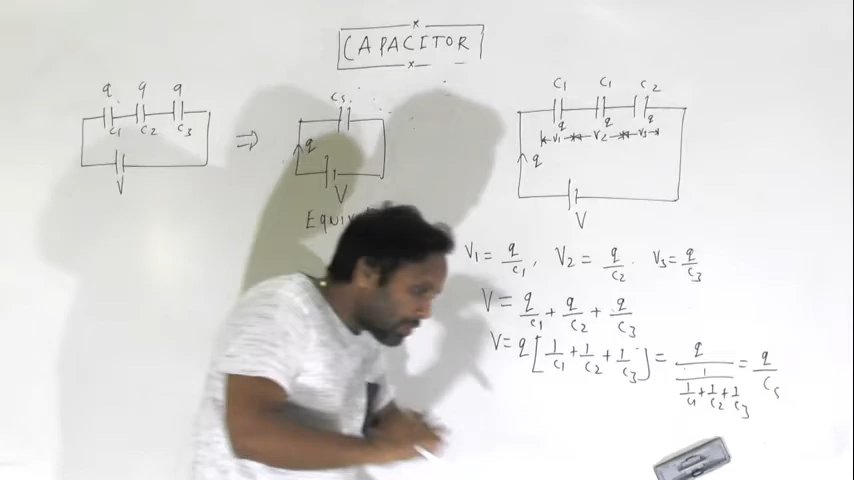 CAPACITOR
q q q
C1 C2 C3
V
Cs
q
V
EQUIV
C1 C1 C2
q q q
V1 V2 V3
q
V
V1 = q/C1, V2 = q/C2. V3 = q/C3
V = q/C1 + q/C2 + q/C3
V = q[1/C1 + 1/C2 + 1/C3] = q/(1/(1/C1 + 1/C2 + 1/C3)) = q/Cs